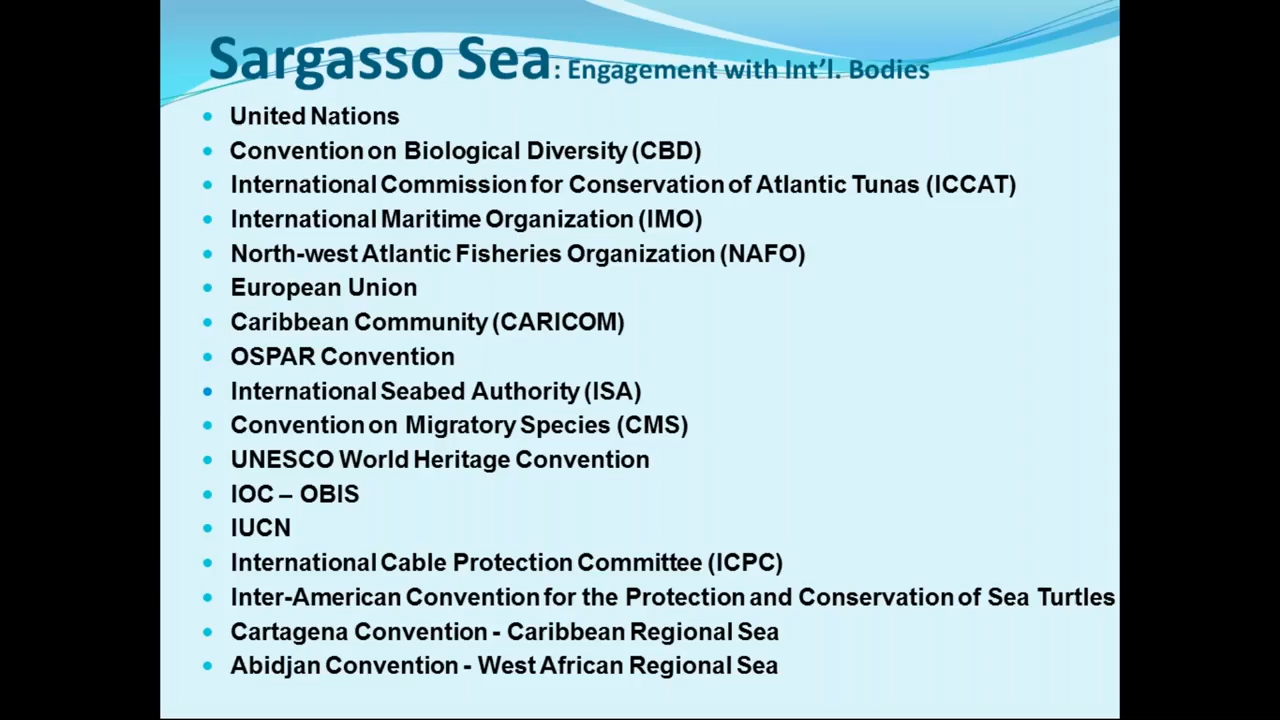 Sargasso Sea: Engagement with Int'l. Bodies
• United Nations
• Convention on Biological Diversity (CBD)
• International Commission for Conservation of Atlantic Tunas (ICCAT)
• International Maritime Organization (IMO)
• North-west Atlantic Fisheries Organization (NAFO)
• European Union
• Caribbean Community (CARICOM)
• OSPAR Convention
• International Seabed Authority (ISA)
• Convention on Migratory Species (CMS)
• UNESCO World Heritage Convention
• IOC – OBIS
• IUCN
• International Cable Protection Committee (ICPC)
• Inter-American Convention for the Protection and Conservation of Sea Turtles
• Cartagena Convention - Caribbean Regional Sea
• Abidjan Convention - West African Regional Sea